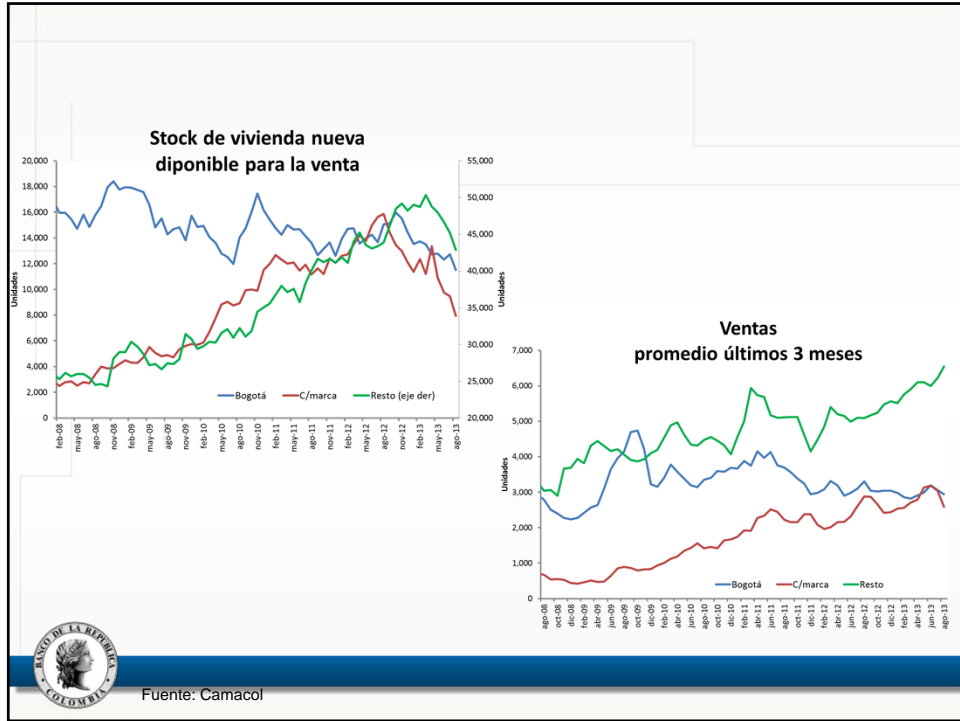 Stock de vivienda nueva
diponible para la venta
20,000
18,000
16,000
14,000
12,000
10,000
8,000
6,000
4,000
2,000
0
Unidades
55,000
50,000
45,000
40,000
35,000
30,000
25,000
20,000
Unidades
Bogotá C/marca Resto (eje der)
feb-08
may-08
ago-08
nov-08
feb-09
may-09
ago-09
nov-09
feb-10
may-10
ago-10
nov-10
feb-11
may-11
ago-11
nov-11
feb-12
may-12
ago-12
nov-12
feb-13
may-13
ago-13
Ventas
promedio últimos 3 meses
7,000
6,000
5,000
4,000
3,000
2,000
1,000
0
Unidades
Bogotá C/marca Resto
ago-08
oct-08
dic-08
feb-09
abr-09
jun-09
ago-09
oct-09
dic-09
feb-10
abr-10
jun-10
ago-10
oct-10
dic-10
feb-11
abr-11
jun-11
ago-11
oct-11
dic-11
feb-12
abr-12
jun-12
ago-12
oct-12
dic-12
feb-13
abr-13
jun-13
ago-13
BANCO DE LA REPUBLICA
COLOMBIA
Fuente: Camacol